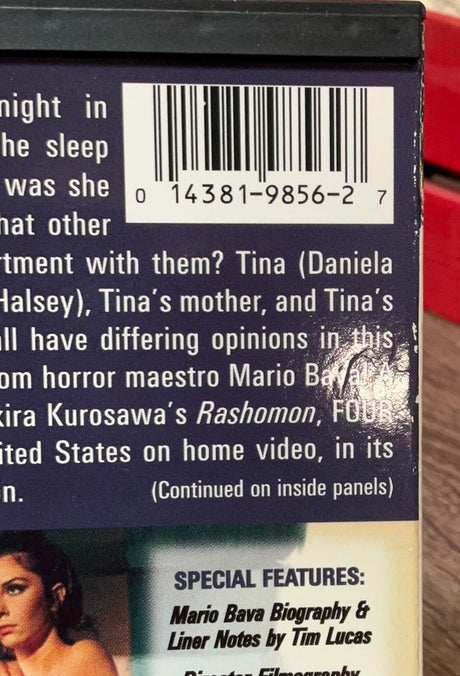 night in
he sleep
was she
hat other
0 14381-9856-2 7
rtment with them? Tina (Daniela
Halsey), Tina's mother, and Tina's
all have differing opinions in this
om horror maestro Mario Bava! A
kira Kurosawa's Rashomon, FOUR
ited States on home video, in its
on.
(Continued on inside panels)
SPECIAL FEATURES:
Mario Bava Biography &
Liner Notes by Tim Lucas
Director Filmography